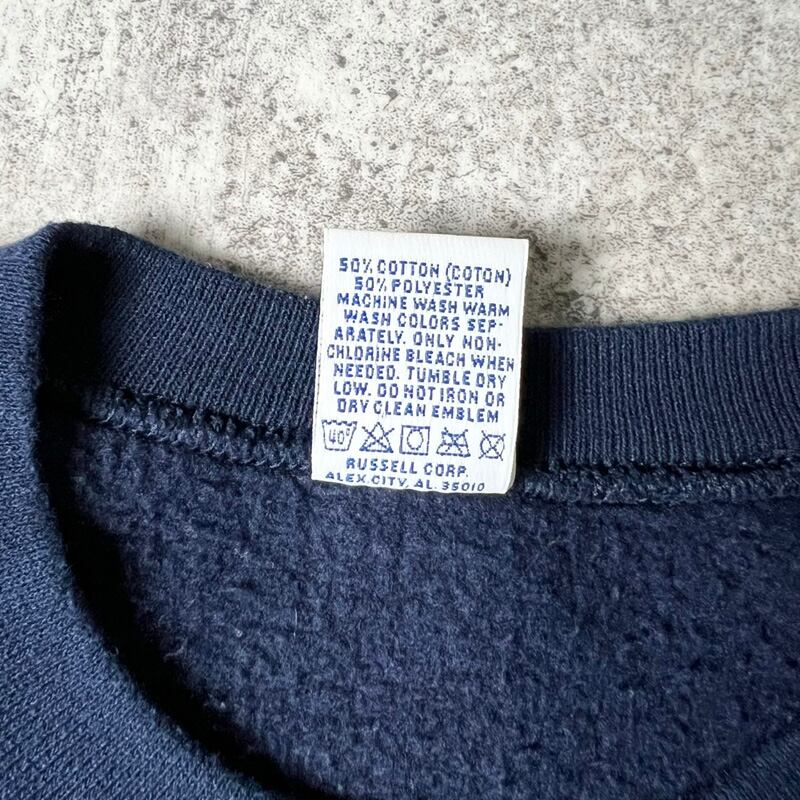 50% COTTON (COTON)
50% POLYESTER
MACHINE WASH WARM
WASH COLORS SEP-
ARATELY. ONLY NON-
CHLORINE BLEACH WHEN
NEEDED. TUMBLE DRY
LOW. DO NOT IRON OR
DRY CLEAN EMBLEM
40°
RUSSELL CORP.
ALEX.CITY, AL. 35010